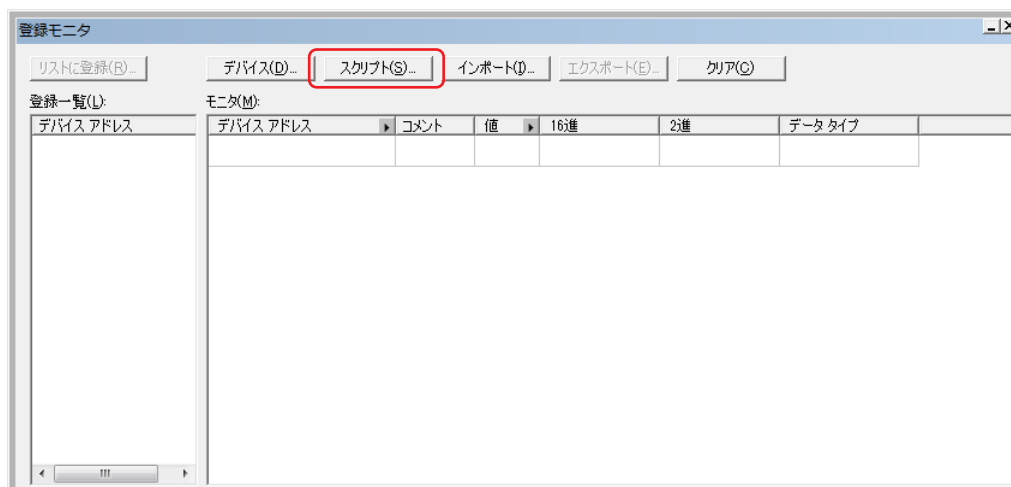 登録モニタ
リストに登録(R)... デバイス(D)... スクリプト(S)... インポート(I)... エクスポート(E)... クリア(C)
登録一覧(L): モニタ(M):
デバイス アドレス デバイス アドレス コメント 値 16進 2進 データ タイプ